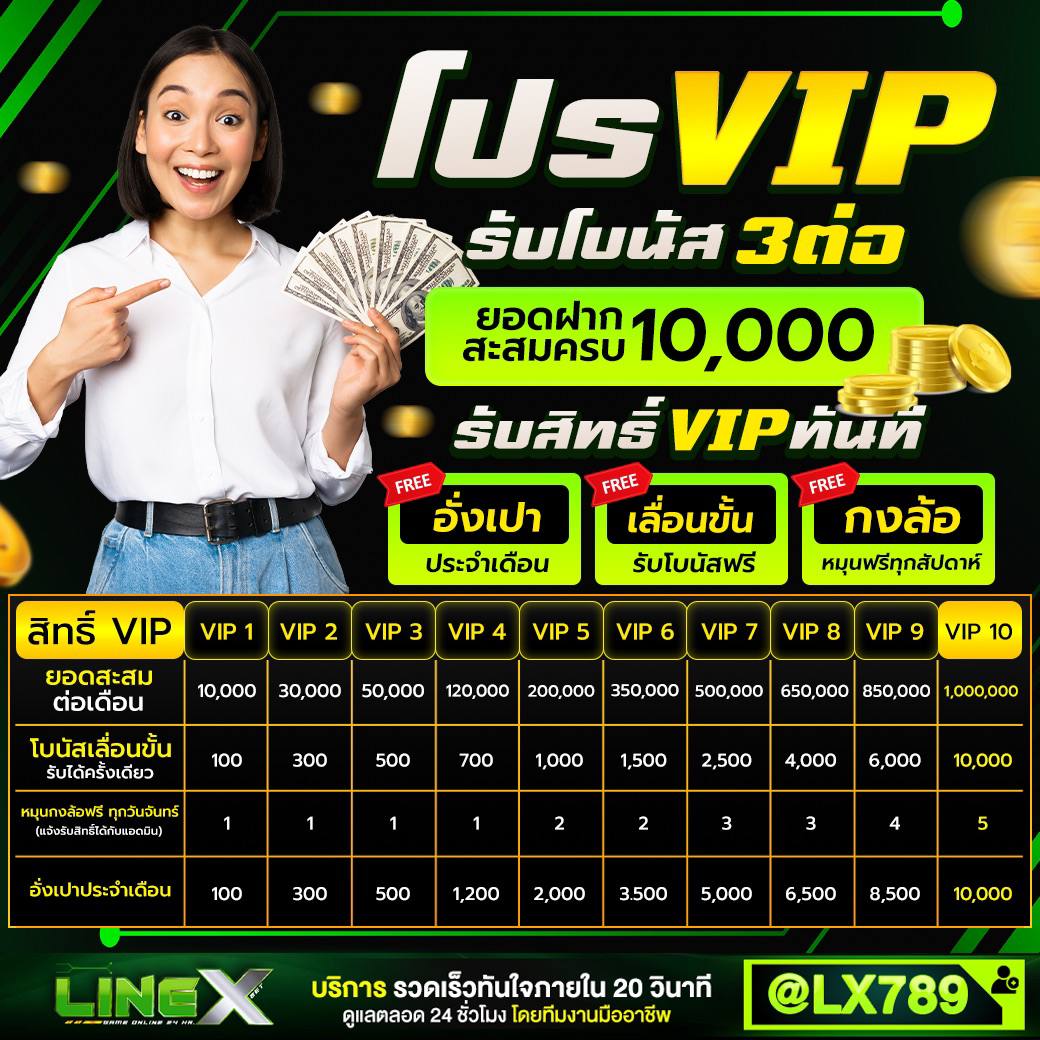 โปร VIP
รับโบนัส 3ต่อ
ยอดฝาก
สะสมครบ 10,000
รับสิทธิ์ VIP ทันที
FREE FREE FREE
อั่งเปา เลื่อนขั้น กงล้อ
ประจำเดือน รับโบนัสฟรี หมุนฟรีทุกสัปดาห์
สิทธิ์ VIP VIP 1 VIP 2 VIP 3 VIP 4 VIP 5 VIP 6 VIP 7 VIP 8 VIP 9 VIP 10
ยอดสะสม
ต่อเดือน 10,000 30,000 50,000 120,000 200,000 350,000 500,000 650,000 850,000 1,000,000
โบนัสเลื่อนขั้น
รับได้ครั้งเดียว 100 300 500 700 1,000 1,500 2,500 4,000 6,000 10,000
หมุนกงล้อฟรี ทุกวันจันทร์
(แจ้งรับสิทธิ์ได้กับแอดมิน) 1 1 1 1 2 2 3 3 4 5
อั่งเปาประจำเดือน 100 300 500 1,200 2,000 3.500 5,000 6,500 8,500 10,000
LINEX BET
GAME ONLINE 24 HR.
บริการ รวดเร็วทันใจภายใน 20 วินาที
ดูแลตลอด 24 ชั่วโมง โดยทีมงานมืออาชีพ
@LX789